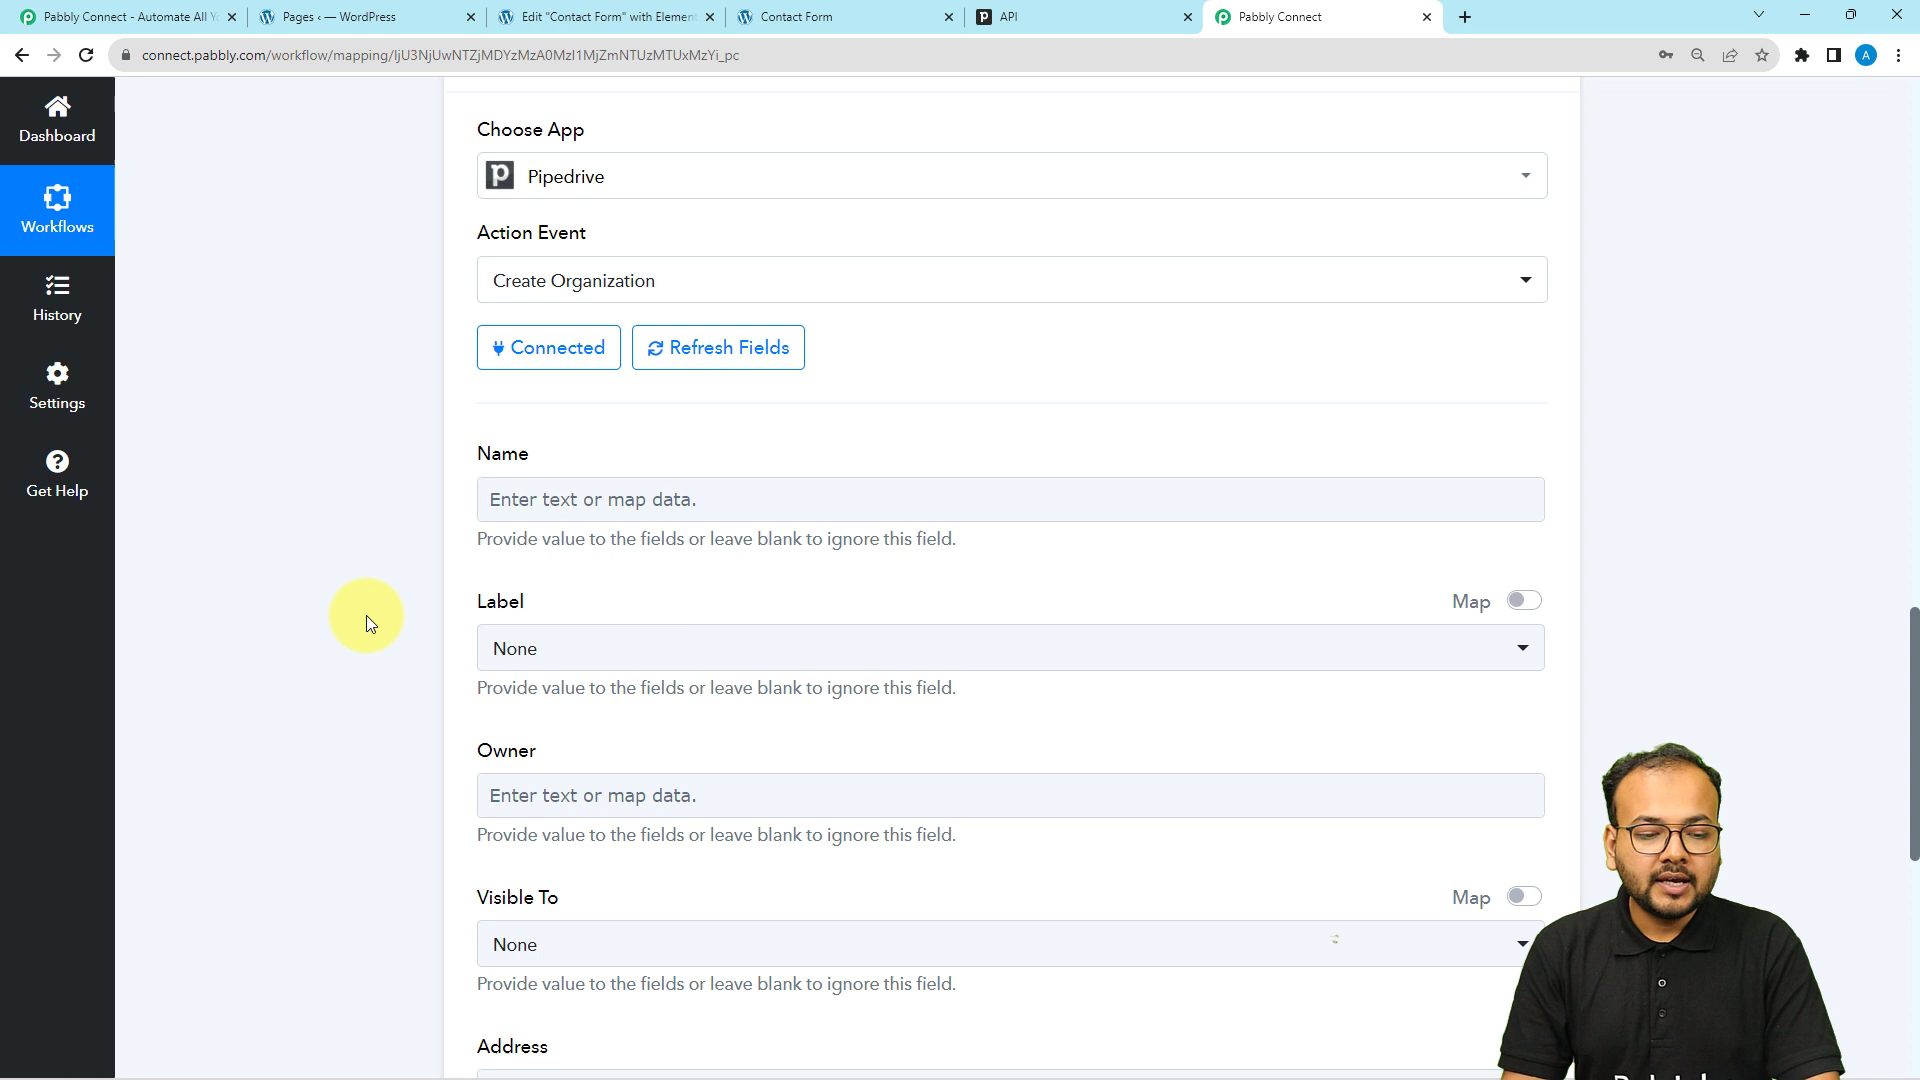 Pabbly Connect - Automate All Y
Pages ‹ — WordPress
Edit "Contact Form" with Elemen
Contact Form
API
Pabbly Connect
connect.pabbly.com/workflow/mapping/IjU3NjUwNTZjMDYzMzA0MzI1MjZmNTUzMTUxMzYi_pc
A
Dashboard
Workflows
History
Settings
Get Help
Choose App
Pipedrive
Action Event
Create Organization
Connected
Refresh Fields
Name
Enter text or map data.
Provide value to the fields or leave blank to ignore this field.
Label
Map
None
Provide value to the fields or leave blank to ignore this field.
Owner
Enter text or map data.
Provide value to the fields or leave blank to ignore this field.
Visible To
Map
None
Provide value to the fields or leave blank to ignore this field.
Address